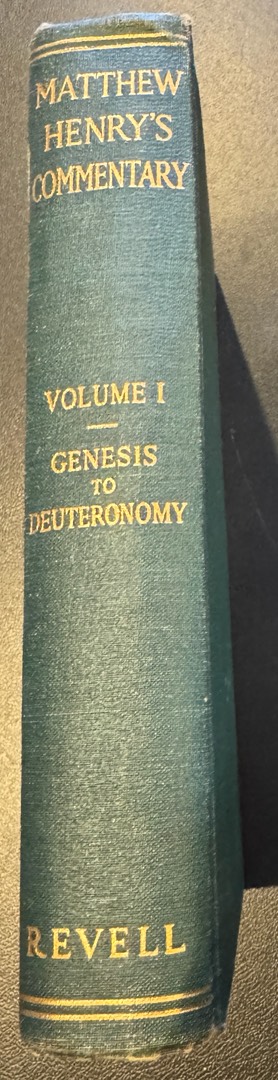 MATTHEW
HENRY'S
COMMENTARY
VOLUME I
GENESIS
TO
DEUTERONOMY
REVELL